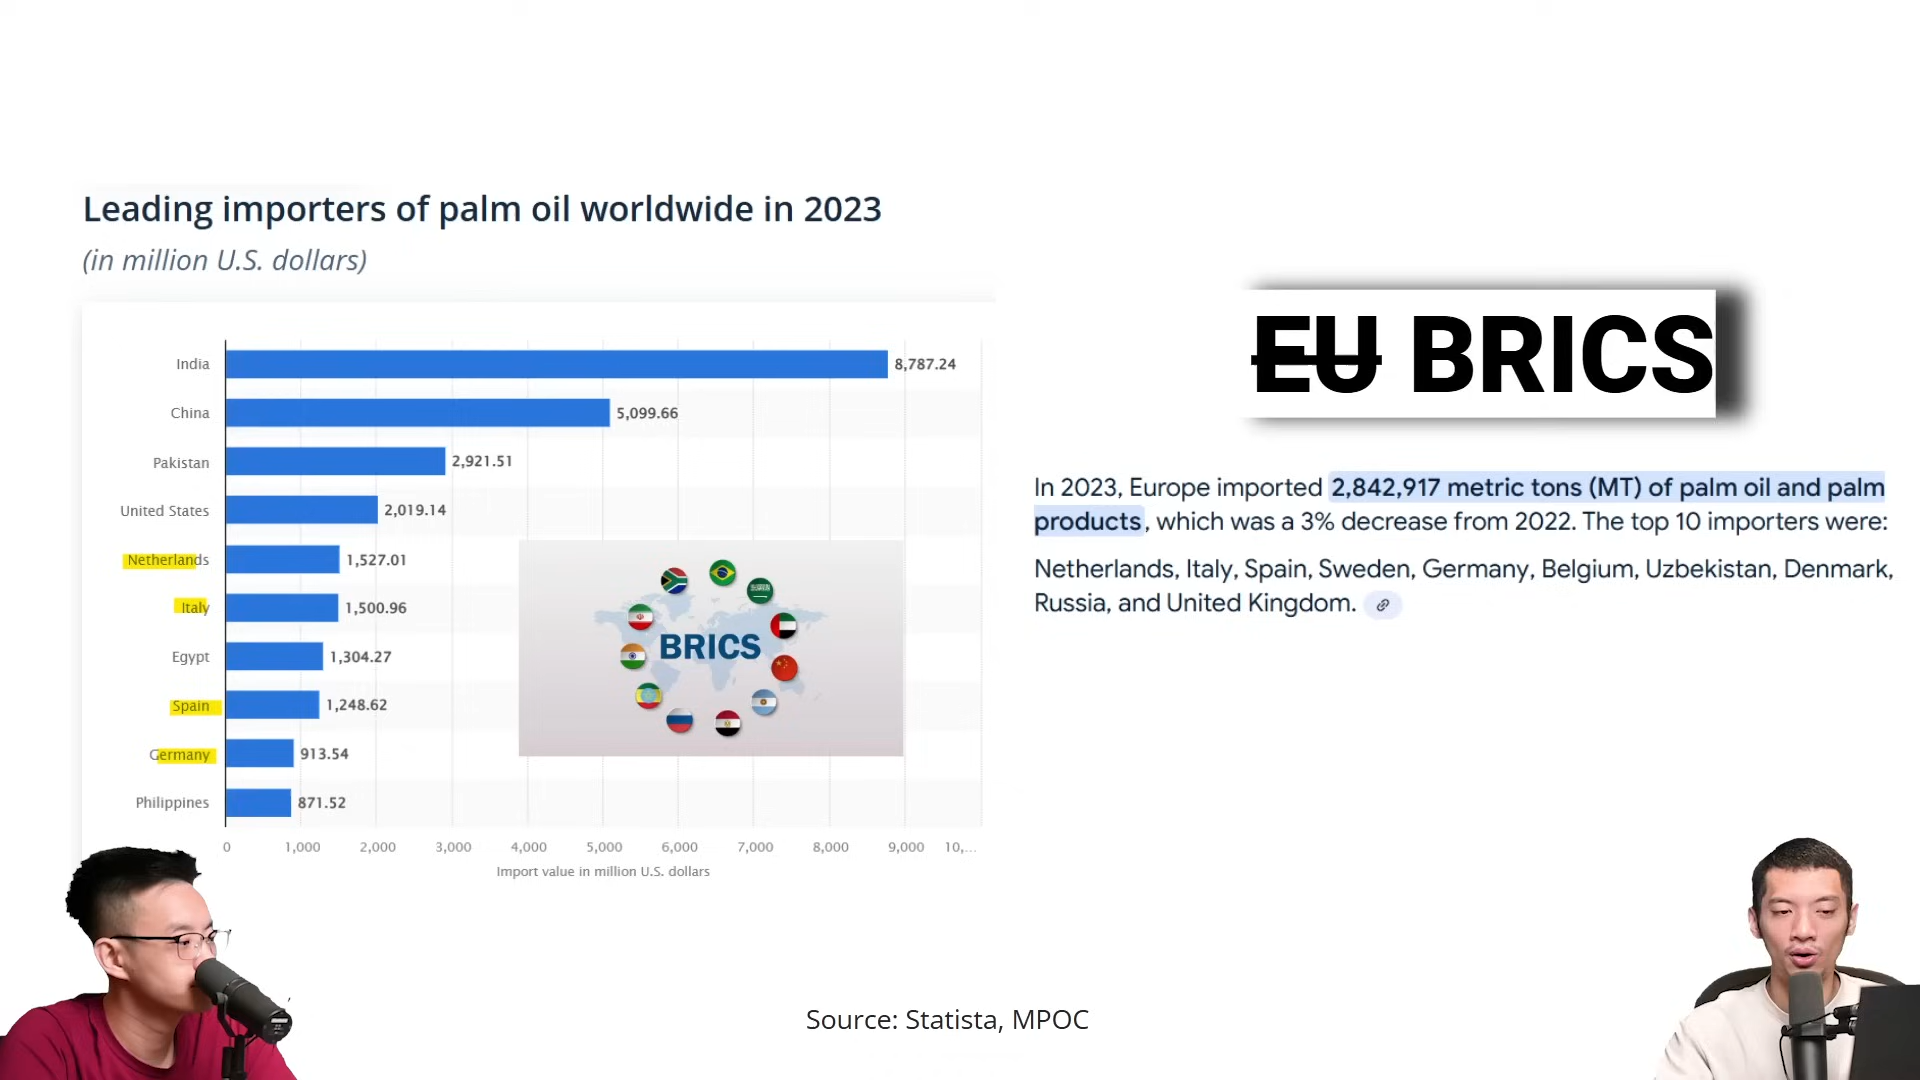 Leading importers of palm oil worldwide in 2023
(in million U.S. dollars)
India 8,787.24
China 5,099.66
Pakistan 2,921.51
United States 2,019.14
Netherlands 1,527.01
Italy 1,500.96
Egypt 1,304.27
Spain 1,248.62
Germany 913.54
Philippines 871.52
0 1,000 2,000 3,000 4,000 5,000 6,000 7,000 8,000 9,000 10,...
Import value in million U.S. dollars
BRICS
EU BRICS
In 2023, Europe imported 2,842,917 metric tons (MT) of palm oil and palm
products, which was a 3% decrease from 2022. The top 10 importers were:
Netherlands, Italy, Spain, Sweden, Germany, Belgium, Uzbekistan, Denmark,
Russia, and United Kingdom.
Source: Statista, MPOC